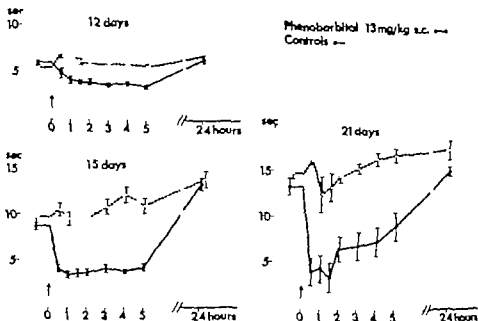 sec
12 days
10-
5-
0 1 2 3 4 5 24 hours
Phenobarbital 13mg/kg s.c.
Controls
sec
15 days
15
10-
5-
0 1 2 3 4 5 24 hours
sec
21 days
15-
10-
5-
0 1 2 3 4 5 24 hours